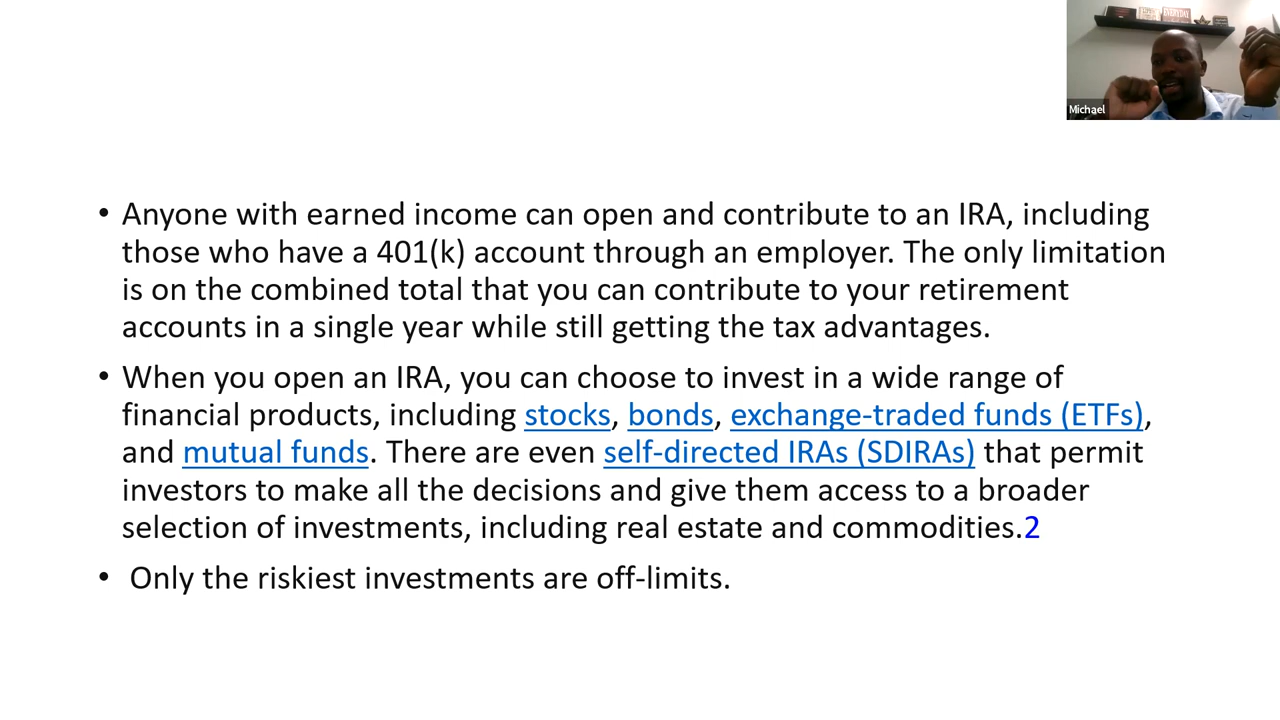 EVERYDAY
Michael
• Anyone with earned income can open and contribute to an IRA, including
those who have a 401(k) account through an employer. The only limitation
is on the combined total that you can contribute to your retirement
accounts in a single year while still getting the tax advantages.
• When you open an IRA, you can choose to invest in a wide range of
financial products, including stocks, bonds, exchange-traded funds (ETFs),
and mutual funds. There are even self-directed IRAs (SDIRAs) that permit
investors to make all the decisions and give them access to a broader
selection of investments, including real estate and commodities.2
• Only the riskiest investments are off-limits.